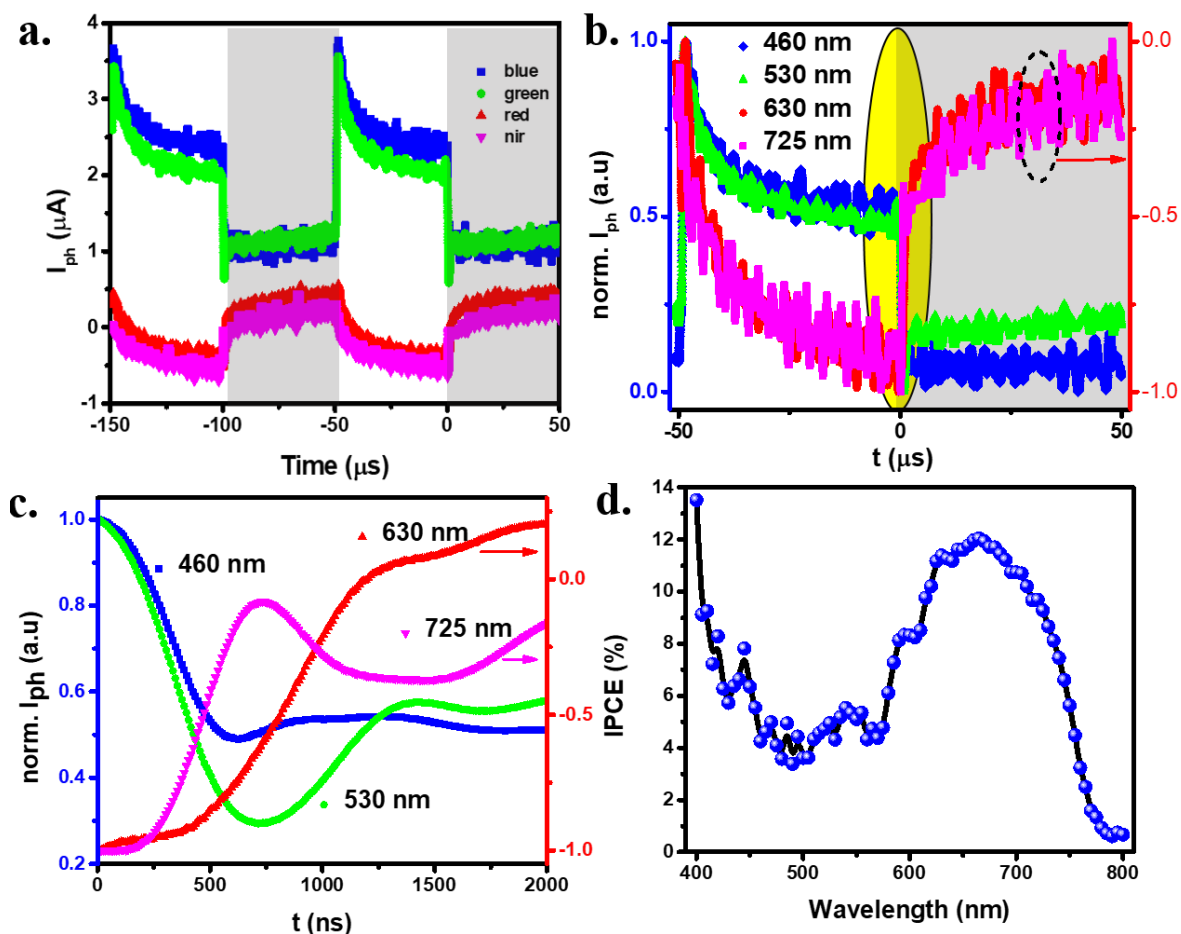 a.
4
3
2
1
0
-1
I_ph (μA)
blue
green
red
nir
-150
-100
-50
0
50
Time (μs)
b.
1.0
0.5
0.0
norm. I_ph (a.u)
460 nm
530 nm
630 nm
725 nm
0.0
-0.5
-1.0
-50
0
50
t (μs)
c.
1.0
0.8
0.6
0.4
0.2
norm. I_ph (a.u)
460 nm
630 nm
725 nm
530 nm
0.0
-0.5
-1.0
0
500
1000
1500
2000
t (ns)
d.
14
12
10
8
6
4
2
0
IPCE (%)
400
500
600
700
800
Wavelength (nm)